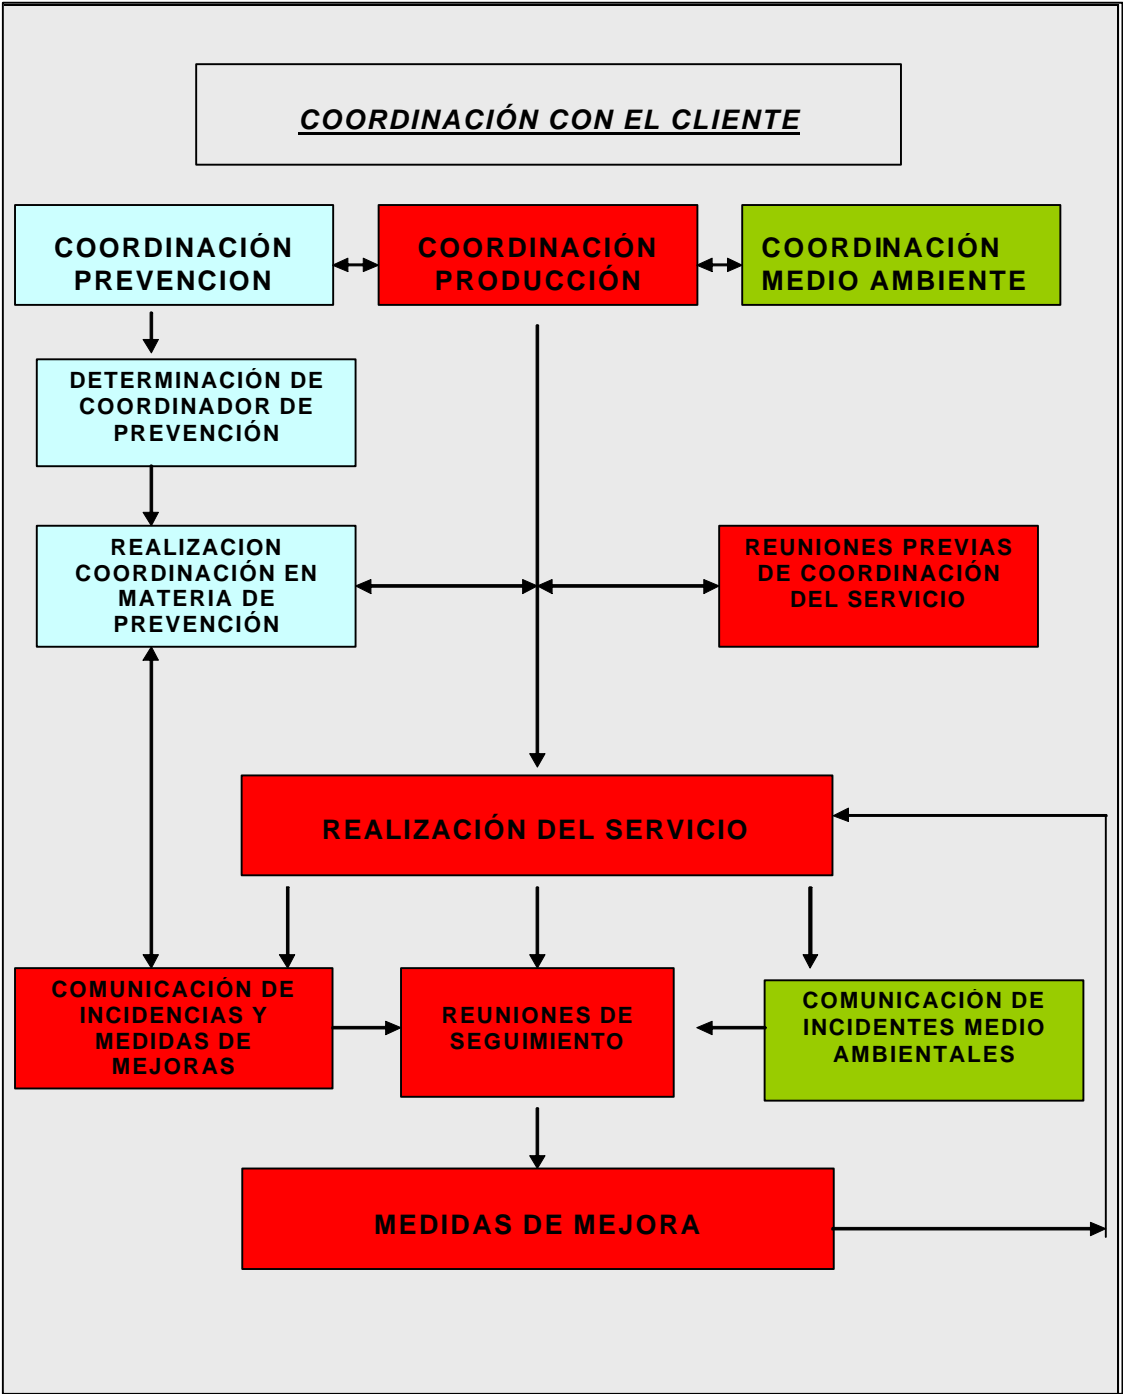 COORDINACIÓN CON EL CLIENTE
COORDINACIÓN
PREVENCION
COORDINACIÓN
PRODUCCIÓN
COORDINACIÓN
MEDIO AMBIENTE
DETERMINACIÓN DE
COORDINADOR DE
PREVENCIÓN
REALIZACION
COORDINACIÓN EN
MATERIA DE
PREVENCIÓN
REUNIONES PREVIAS
DE COORDINACIÓN
DEL SERVICIO
REALIZACIÓN DEL SERVICIO
COMUNICACIÓN DE
INCIDENCIAS Y
MEDIDAS DE
MEJORAS
REUNIONES DE
SEGUIMIENTO
COMUNICACIÓN DE
INCIDENTES MEDIO
AMBIENTALES
MEDIDAS DE MEJORA